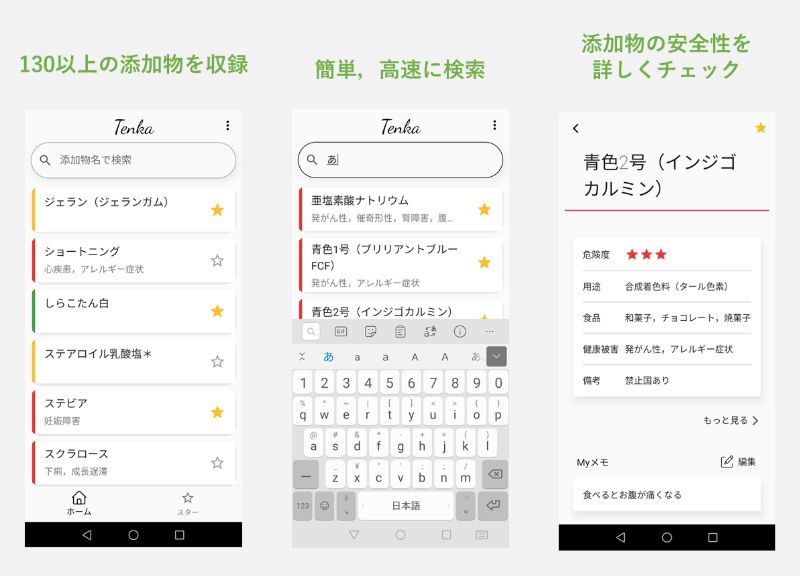 130以上の添加物を収録
Tenka
添加物名で検索
ジェラン（ジェランガム）
ショートニング
心疾患，アレルギー症状
しらこたん白
ステアロイル乳酸塩＊
ステビア
妊娠障害
スクラロース
下痢，成長遅滞
ホーム
スター
簡単，高速に検索
Tenka
あ
亜塩素酸ナトリウム
発がん性，催奇形性，腎障害，腹…
青色1号（ブリリアントブルー
FCF）
発がん性，アレルギー症状
青色2号（インジゴカルミン）
GIF
あ a a A A あ.
1 2 3 4 5 6 7 8 9 0
q w e r t y u i o p
@ # & * - + = ( )
a s d f g h j k l
z x c v b n m
123 、 日本語 。
添加物の安全性を
詳しくチェック
青色2号（インジゴ
カルミン）
危険度 ★★★
用途 合成着色料（タール色素）
食品 和菓子，チョコレート，焼菓子
健康被害 発がん性，アレルギー症状
備考 禁止国あり
もっと見る
Myメモ 編集
食べるとお腹が痛くなる